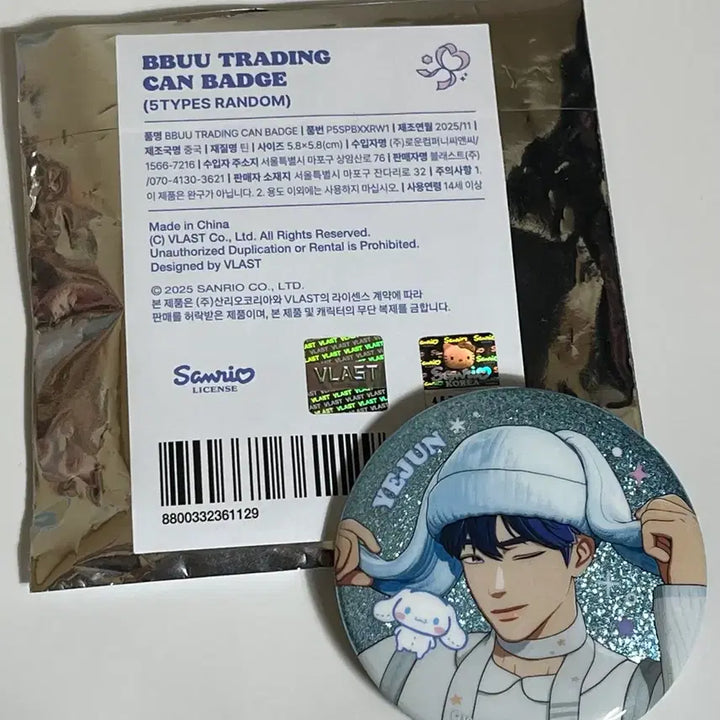 BBUU TRADING
CAN BADGE
(5TYPES RANDOM)
품명 BBUU TRADING CAN BADGE | 품번 P5SPBXXRW1 | 제조연월 2025/11 |
제조국명 중국 | 재질명 틴 | 사이즈 5.8×5.8(cm) | 수입자명 (주)로운컴퍼니씨앤씨/
1566-7216 | 수입자 주소지 서울특별시 마포구 상암산로 76 | 판매자명 블래스트(주)
/070-4130-3621 | 판매자 소재지 서울특별시 마포구 잔다리로 32 | 주의사항 1.
이 제품은 완구가 아닙니다. 2. 용도 이외에는 사용하지 마십시오. | 사용연령 14세 이상
Made in China
(C) VLAST Co., Ltd. All Rights Reserved.
Unauthorized Duplication or Rental is Prohibited.
Designed by VLAST
© 2025 SANRIO CO., LTD.
본 제품은 (주)산리오코리아와 VLAST의 라이센스 계약에 따라
판매를 허락받은 제품이며, 본 제품 및 캐릭터의 무단 복제를 금합니다.
Sanrio
LICENSE
VLAST
Sanrio
KOREA
8800332361129
YEJUN